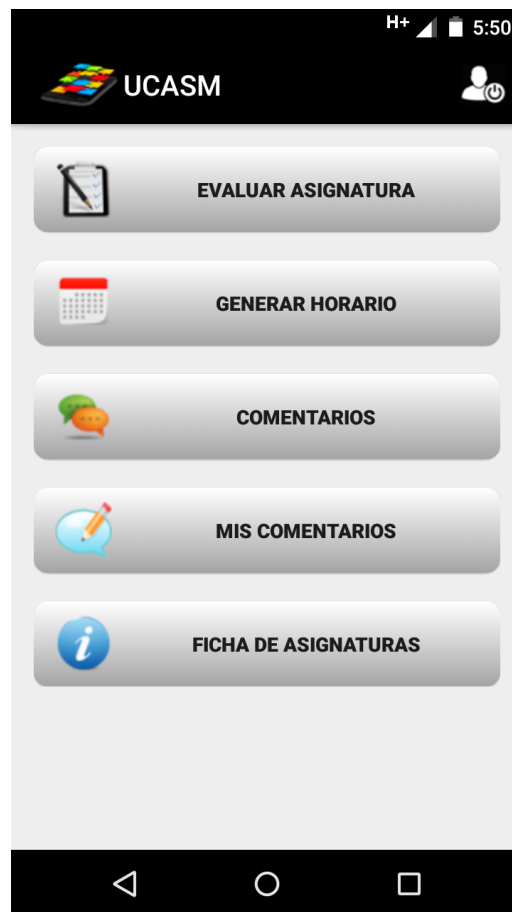 H+ 5:50
UCASM
EVALUAR ASIGNATURA
GENERAR HORARIO
COMENTARIOS
MIS COMENTARIOS
FICHA DE ASIGNATURAS